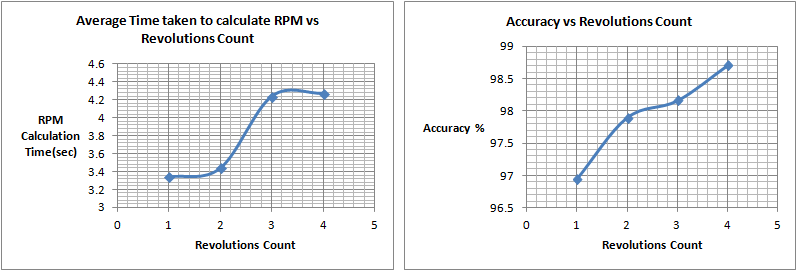 Average Time taken to calculate RPM vs
Revolutions Count
4.6
4.4
4.2
4
3.8
3.6
3.4
3.2
3
RPM
Calculation
Time(sec)
0 1 2 3 4 5
Revolutions Count
Accuracy vs Revolutions Count
99
98.5
98
97.5
97
96.5
Accuracy %
0 1 2 3 4 5
Revolutions Count